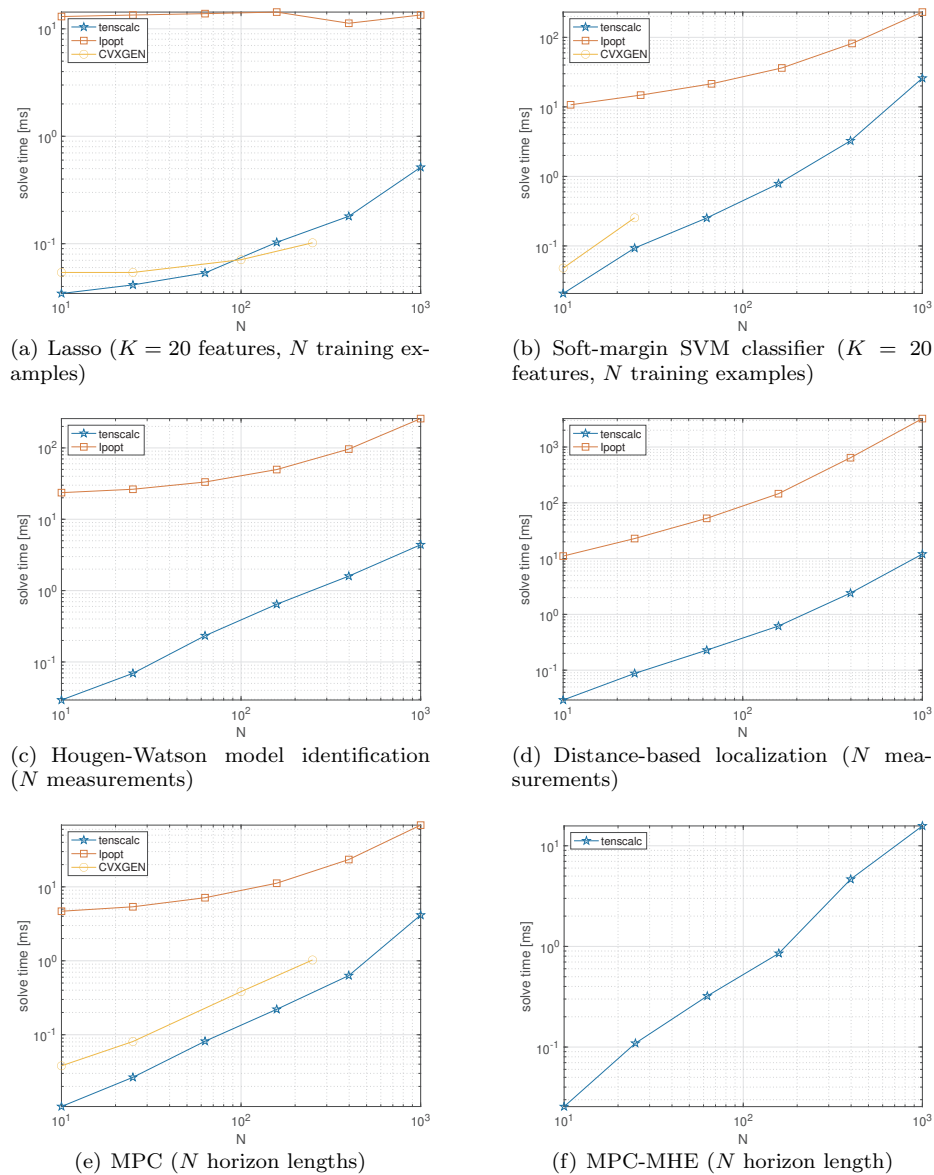 10^1
10^0
10^-1
solve time [ms]
tenscalc
Ipopt
CVXGEN
10^1
10^2
10^3
N
(a) Lasso (K = 20 features, N training ex-
amples)
10^2
10^1
10^0
10^-1
solve time [ms]
tenscalc
Ipopt
CVXGEN
10^1
10^2
10^3
N
(b) Soft-margin SVM classifier (K = 20
features, N training examples)
10^2
10^1
10^0
10^-1
solve time [ms]
tenscalc
Ipopt
10^1
10^2
10^3
N
(c) Hougen-Watson model identification
(N measurements)
10^3
10^2
10^1
10^0
10^-1
solve time [ms]
tenscalc
Ipopt
10^1
10^2
10^3
N
(d) Distance-based localization (N mea-
surements)
10^1
10^0
10^-1
solve time [ms]
tenscalc
Ipopt
CVXGEN
10^1
10^2
10^3
N
(e) MPC (N horizon lengths)
10^1
10^0
10^-1
solve time [ms]
tenscalc
10^1
10^2
10^3
N
(f) MPC-MHE (N horizon length)